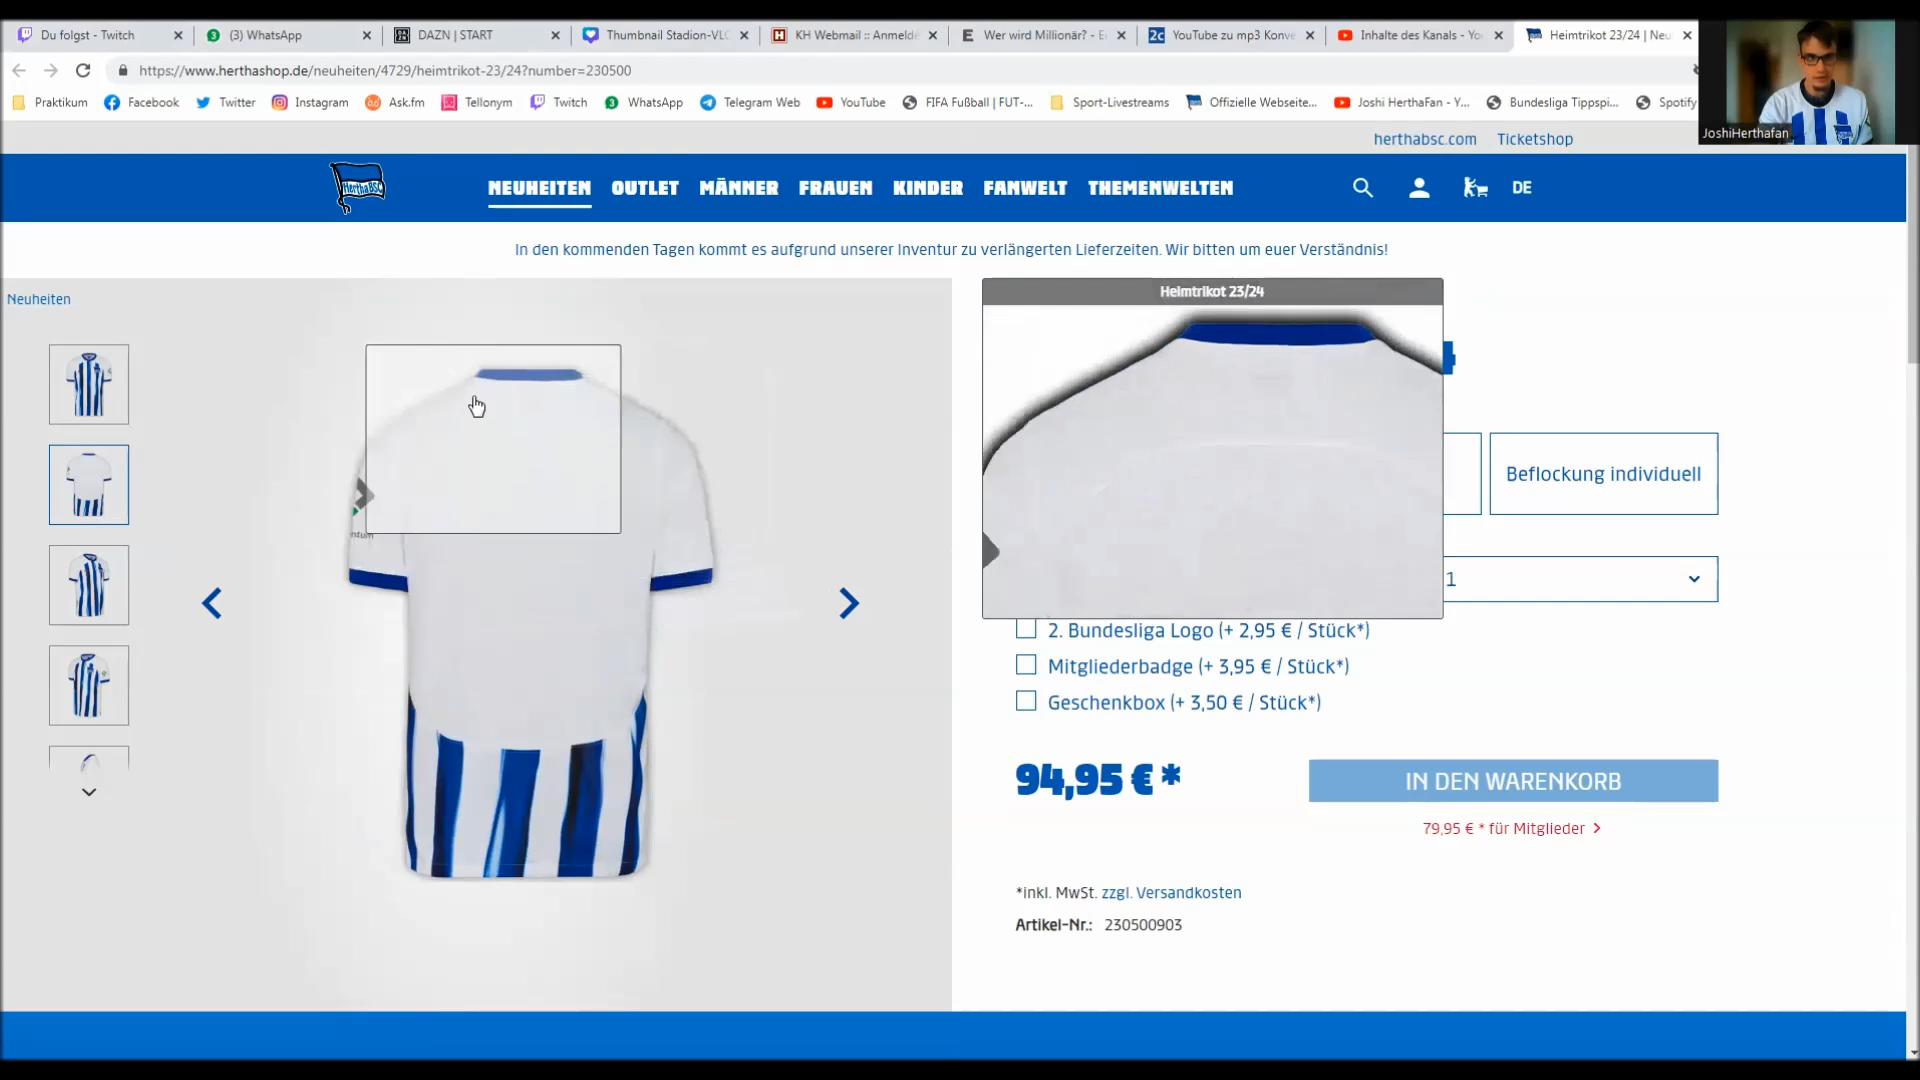 Du folgst - Twitch
(3) WhatsApp
DAZN | START
Thumbnail Stadion-VLO
KH Webmail :: Anmelde
Wer wird Millionär? - E
YouTube zu mp3 Konve
Inhalte des Kanals - Yo
Heimtrikot 23/24 | Neu
https://www.herthashop.de/neuheiten/4729/heimtrikot-23/24?number=230500
Praktikum
Facebook
Twitter
Instagram
Ask.fm
Tellonym
Twitch
WhatsApp
Telegram Web
YouTube
FIFA Fußball | FUT-...
Sport-Livestreams
Offizielle Webseite...
Joshi HerthaFan - Y...
Bundesliga Tippspi...
Spotify
JoshiHerthafan
herthabsc.com
Ticketshop
Hertha BSC
NEUHEITEN
OUTLET
MÄNNER
FRAUEN
KINDER
FANWELT
THEMENWELTEN
DE
In den kommenden Tagen kommt es aufgrund unserer Inventur zu verlängerten Lieferzeiten. Wir bitten um euer Verständnis!
Neuheiten
Heimtrikot 23/24
Beflockung individuell
1
2. Bundesliga Logo (+ 2,95 € / Stück*)
Mitgliederbadge (+ 3,95 € / Stück*)
Geschenkbox (+ 3,50 € / Stück*)
94,95 € *
IN DEN WARENKORB
79,95 € * für Mitglieder
*inkl. MwSt. zzgl. Versandkosten
Artikel-Nr.: 230500903